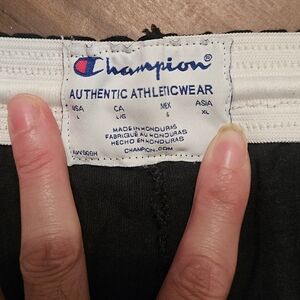 Champion®
AUTHENTIC ATHLETICWEAR
USA CA MEX ASIA
L L/G XL
MADE IN HONDURAS
FABRIQUÉ AU HONDURAS
HECHO EN HONDURAS
CHAMPION.COM